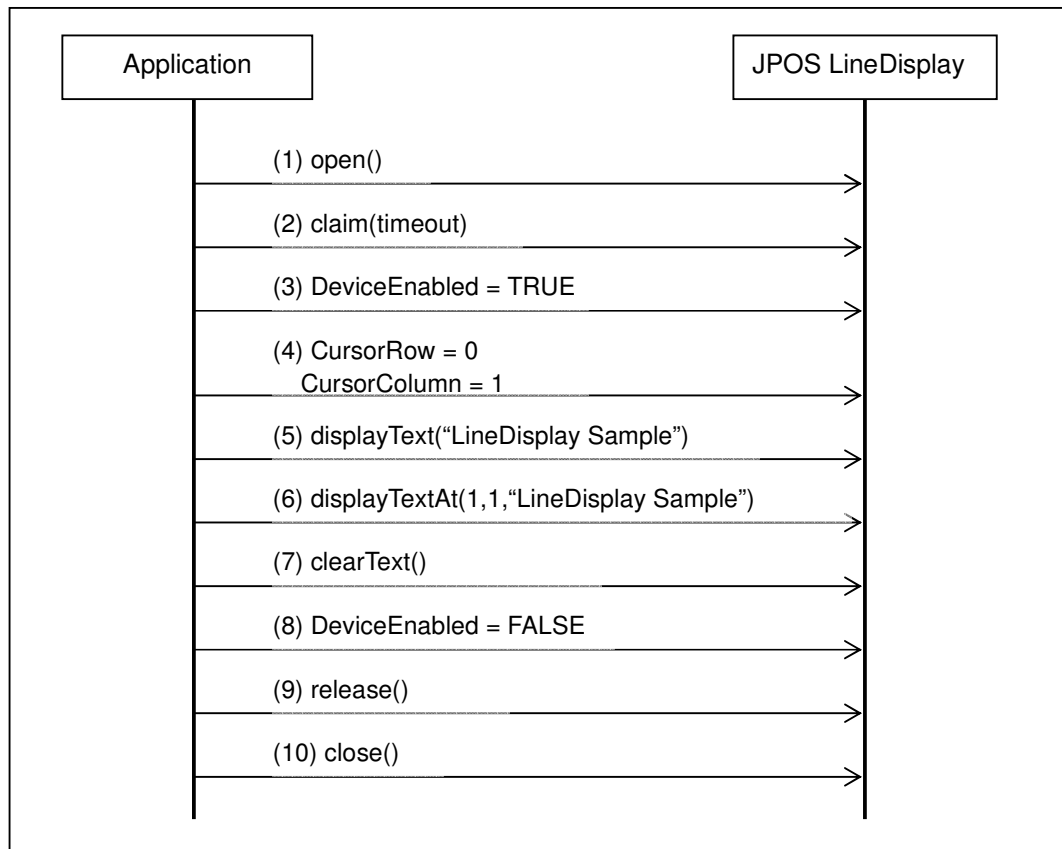 Application
JPOS LineDisplay
(1) open()
(2) claim(timeout)
(3) DeviceEnabled = TRUE
(4) CursorRow = 0
CursorColumn = 1
(5) displayText(“LineDisplay Sample”)
(6) displayTextAt(1,1,“LineDisplay Sample”)
(7) clearText()
(8) DeviceEnabled = FALSE
(9) release()
(10) close()